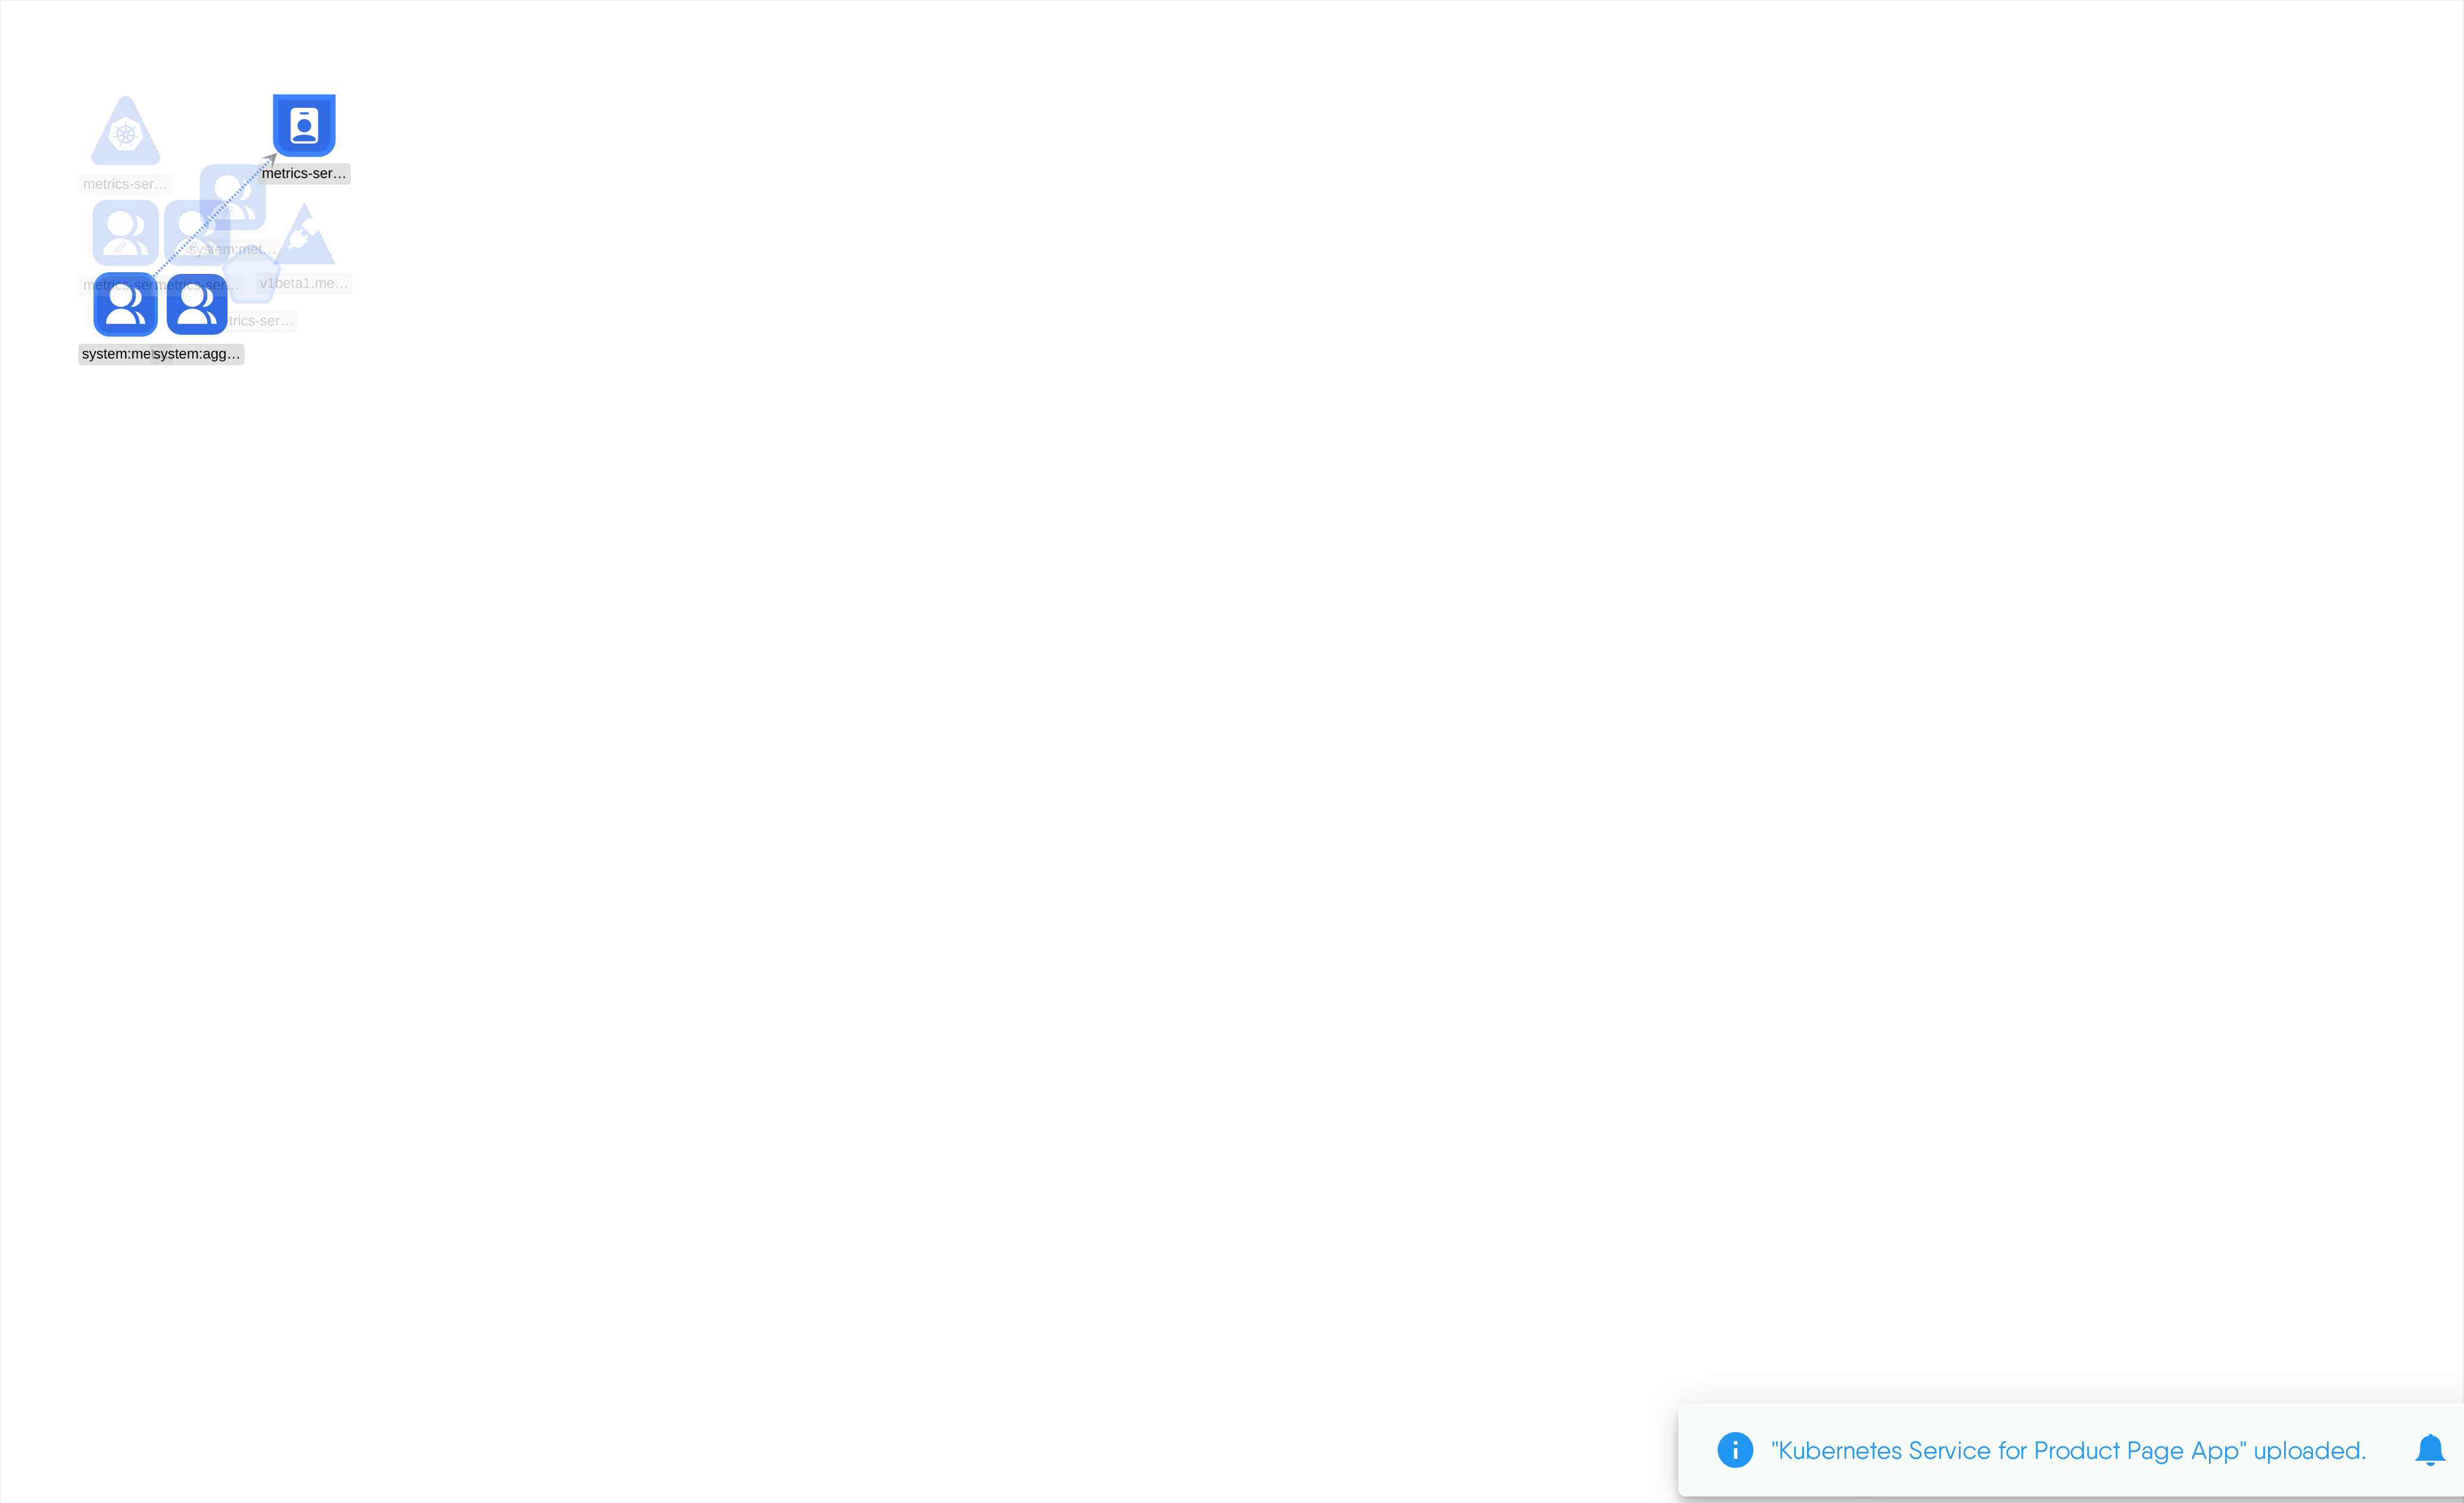 metrics-ser…
metrics-ser…
system:met…
metrics-ser…
metrics-ser…
v1beta1.me…
trics-ser…
system:me
system:agg…
"Kubernetes Service for Product Page App" uploaded.